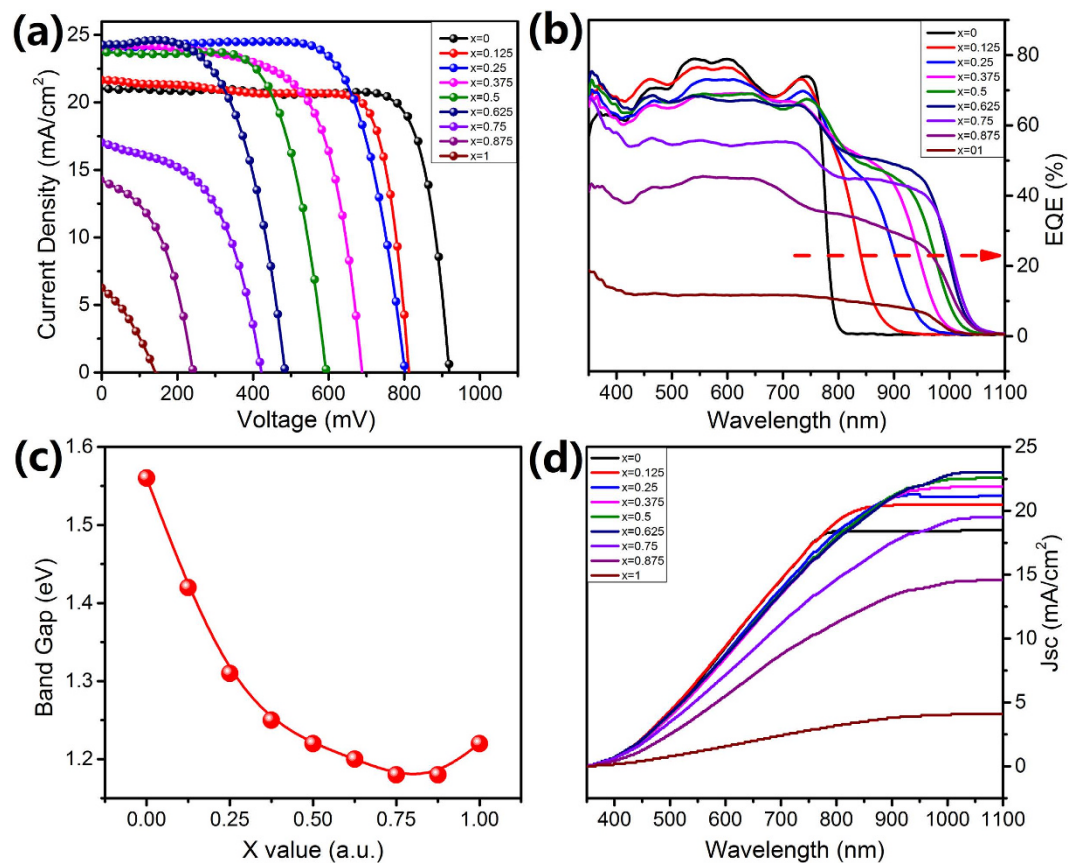 (a)
25
20
15
10
5
0
0 200 400 600 800 1000
Voltage (mV)
Current Density (mA/cm²)
x=0
x=0.125
x=0.25
x=0.375
x=0.5
x=0.625
x=0.75
x=0.875
x=1
(b)
x=0
x=0.125
x=0.25
x=0.375
x=0.5
x=0.625
x=0.75
x=0.875
x=01
80
60
40
20
0
EQE (%)
400 500 600 700 800 900 1000 1100
Wavelength (nm)
(c)
1.6
1.5
1.4
1.3
1.2
Band Gap (eV)
0.00 0.25 0.50 0.75 1.00
X value (a.u.)
(d)
x=0
x=0.125
x=0.25
x=0.375
x=0.5
x=0.625
x=0.75
x=0.875
x=1
25
20
15
10
5
0
Jsc (mA/cm²)
400 500 600 700 800 900 1000 1100
Wavelength (nm)